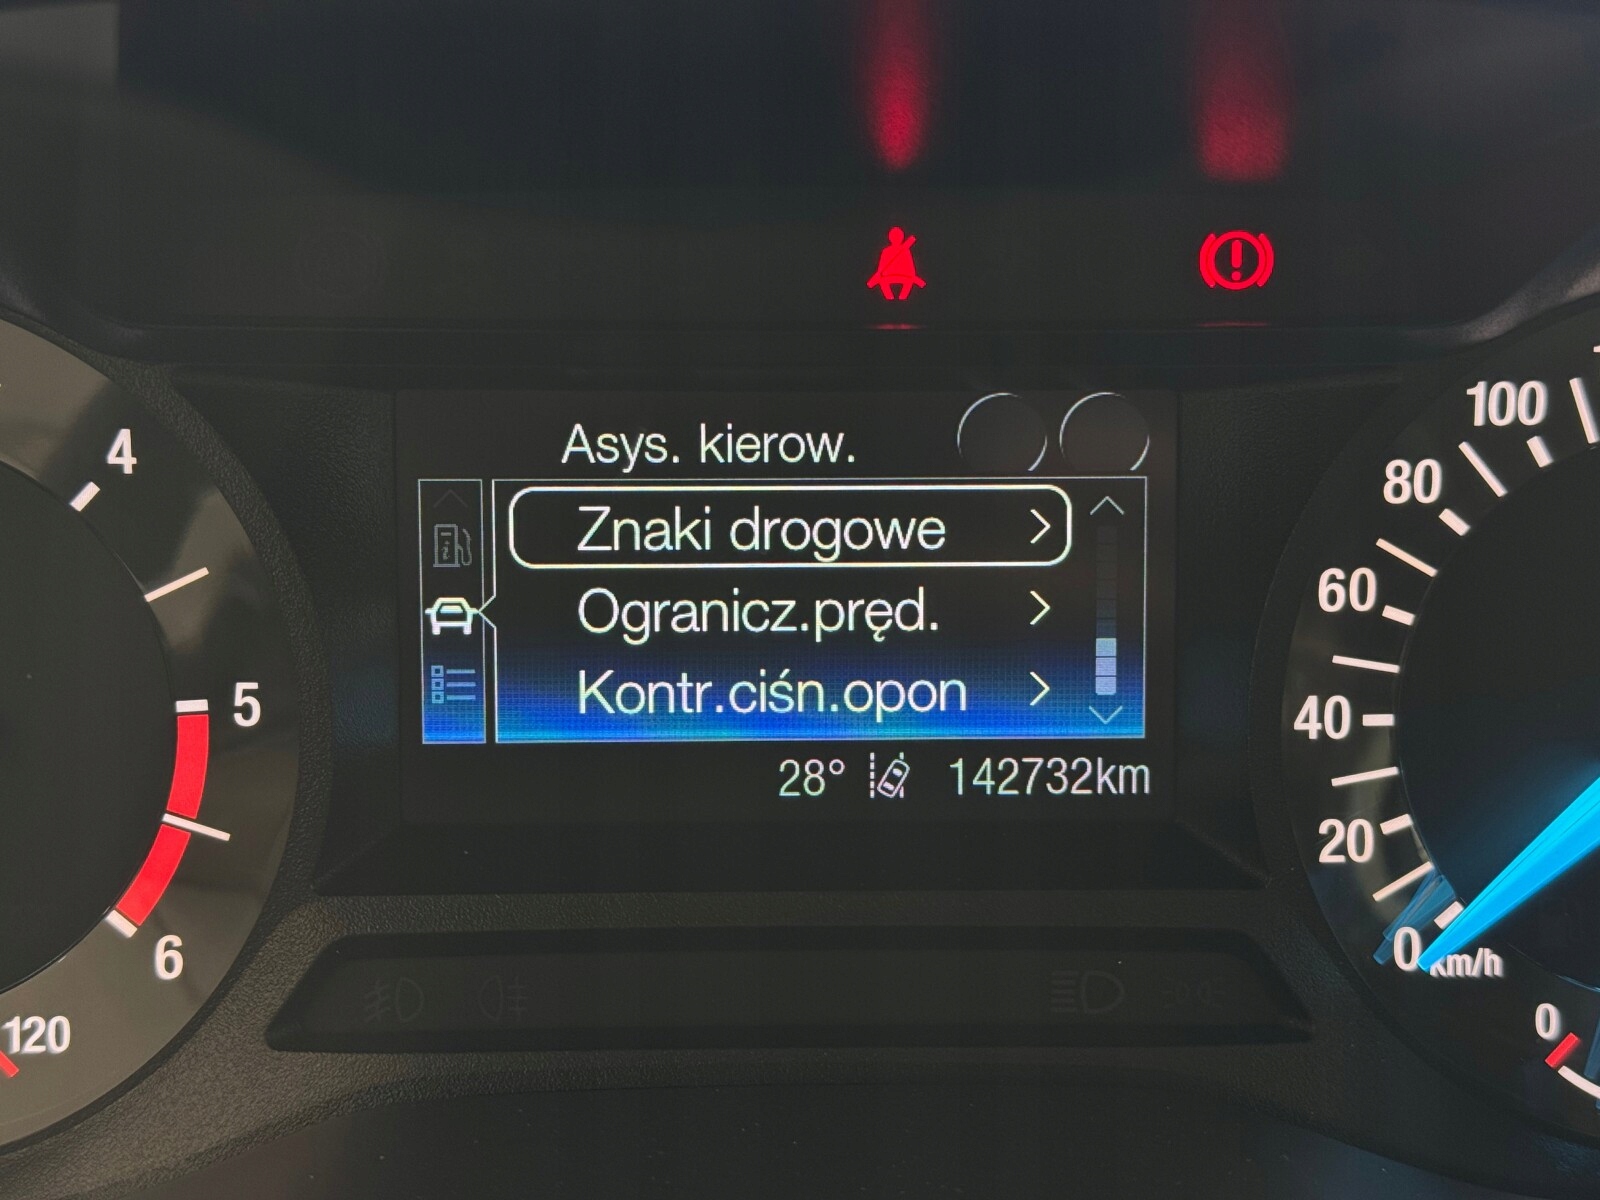 Asys. kierow.
Znaki drogowe
Ogranicz.pręd.
Kontr.ciśn.opon
28° 142732km
4
5
6
120
100
80
60
40
20
0
km/h
0